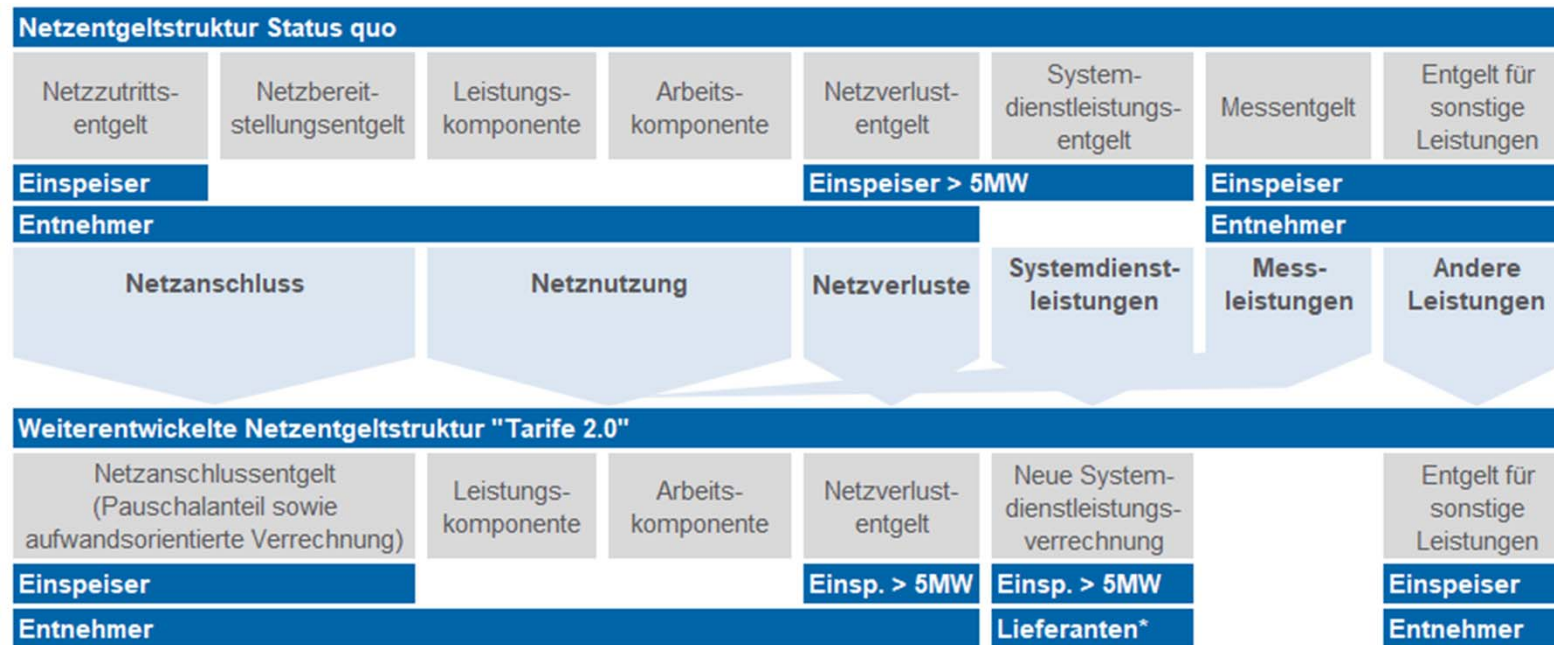 Netzentgeltstruktur Status quo
Netzzutritts-
entgelt
Netzbereit-
stellungsentgelt
Leistungs-
komponente
Arbeits-
komponente
Netzverlust-
entgelt
System-
dienstleistungs-
entgelt
Messentgelt
Entgelt für
sonstige
Leistungen
Einspeiser
Einspeiser > 5MW
Einspeiser
Entnehmer
Entnehmer
Netzanschluss
Netznutzung
Netzverluste
Systemdienst-
leistungen
Mess-
leistungen
Andere
Leistungen
Weiterentwickelte Netzentgeltstruktur "Tarife 2.0"
Netzanschlussentgelt
(Pauschalanteil sowie
aufwandsorientierte Verrechnung)
Leistungs-
komponente
Arbeits-
komponente
Netzverlust-
entgelt
Neue System-
dienstleistungs-
verrechnung
Entgelt für
sonstige
Leistungen
Einspeiser
Einsp. > 5MW
Einsp. > 5MW
Einspeiser
Entnehmer
Lieferanten*
Entnehmer